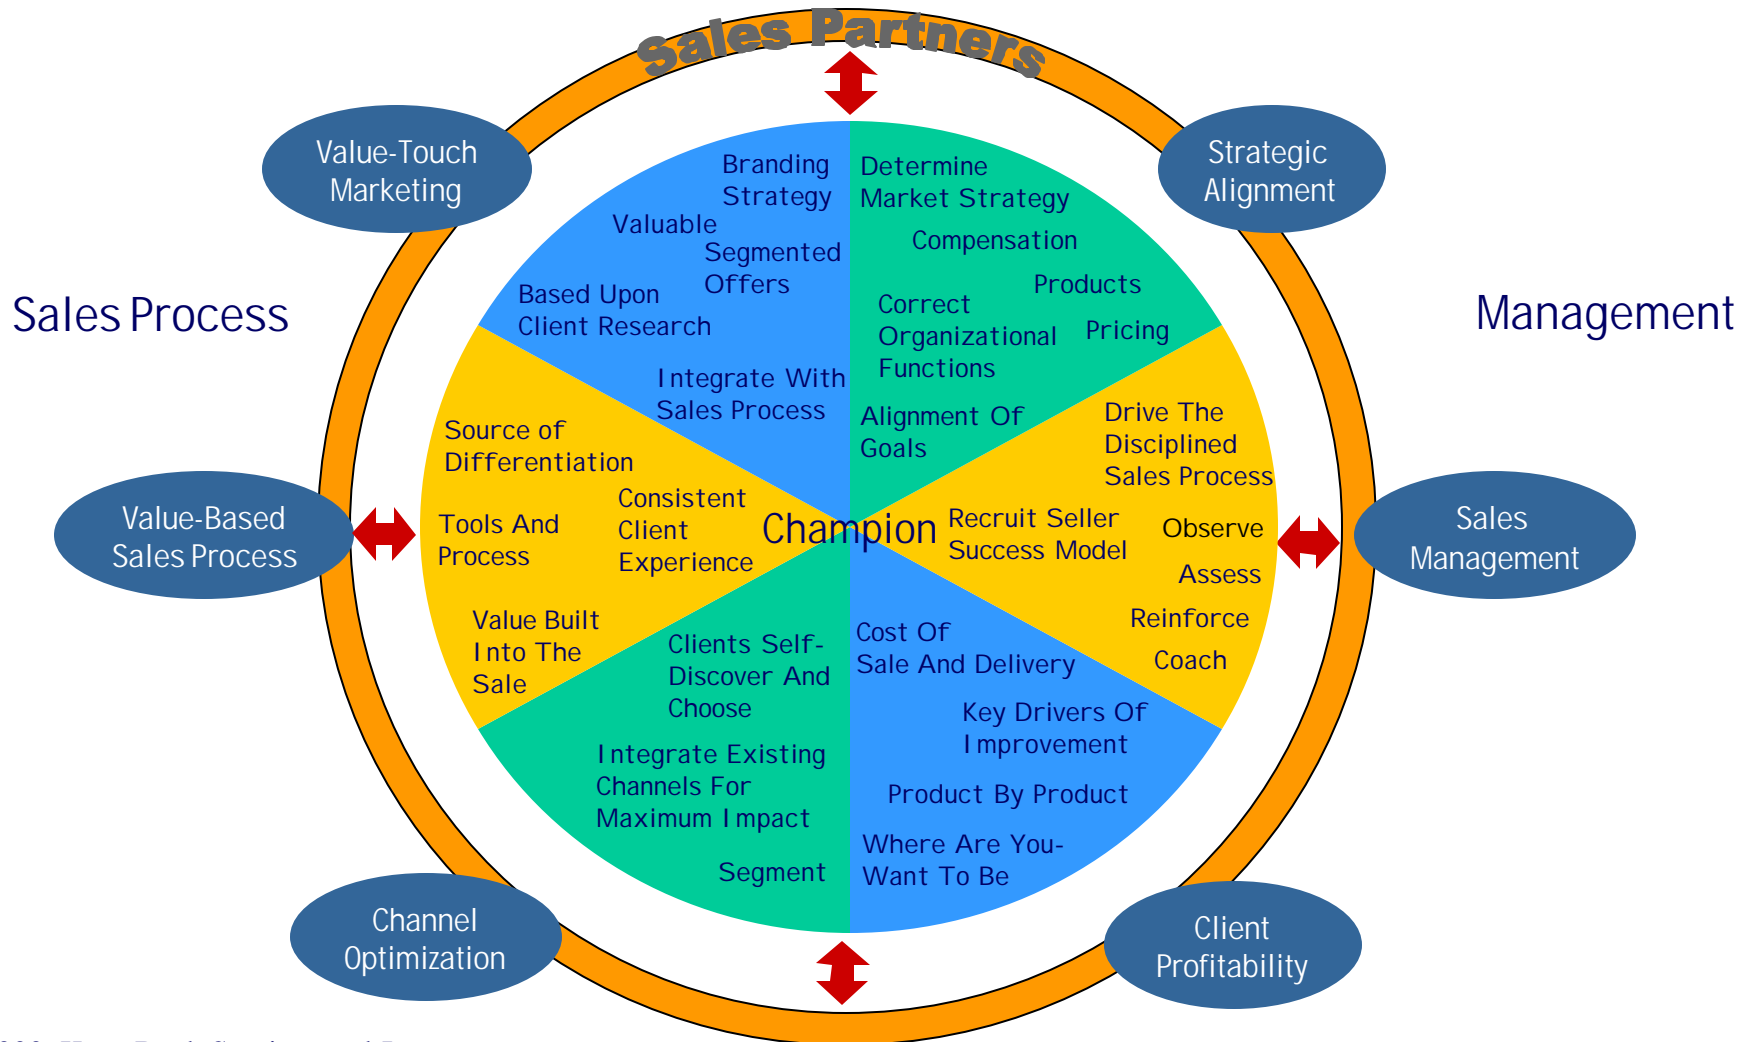 Sales Partners
Value-Touch
Marketing
Strategic
Alignment
Sales Process
Management
Branding
Strategy
Valuable
Segmented
Offers
Based Upon
Client Research
Integrate With
Sales Process
Determine
Market Strategy
Compensation
Products
Correct
Organizational
Functions
Pricing
Alignment Of
Goals
Source of
Differentiation
Consistent
Client
Experience
Tools And
Process
Value Built
Into The
Sale
Champion
Drive The
Disciplined
Sales Process
Recruit Seller
Success Model
Observe
Assess
Reinforce
Coach
Value-Based
Sales Process
Sales
Management
Clients Self-
Discover And
Choose
Integrate Existing
Channels For
Maximum Impact
Segment
Cost Of
Sale And Delivery
Key Drivers Of
Improvement
Product By Product
Where Are You-
Want To Be
Channel
Optimization
Client
Profitability